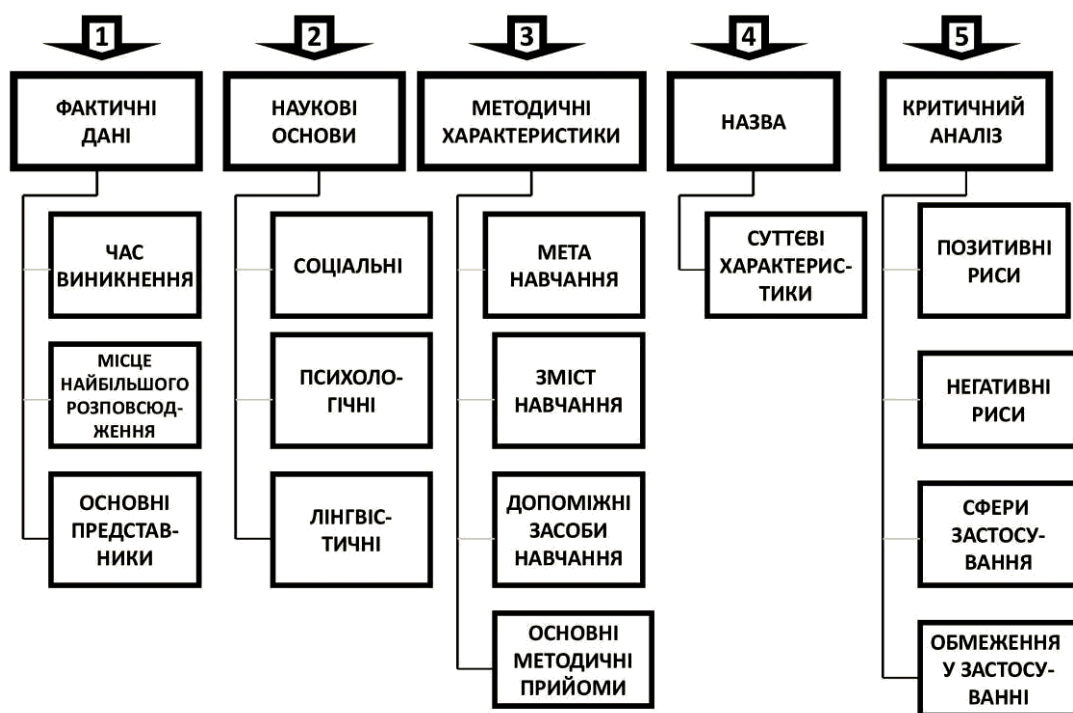 1
ФАКТИЧНІ
ДАНІ
ЧАС
ВИНИКНЕННЯ
МІСЦЕ
НАЙБІЛЬШОГО
РОЗПОВСЮД-
ЖЕННЯ
ОСНОВНІ
ПРЕДСТАВ-
НИКИ
2
НАУКОВІ
ОСНОВИ
СОЦІАЛЬНІ
ПСИХОЛО-
ГІЧНІ
ЛІНГВІС-
ТИЧНІ
3
МЕТОДИЧНІ
ХАРАКТЕРИСТИКИ
МЕТА
НАВЧАННЯ
ЗМІСТ
НАВЧАННЯ
ДОПОМІЖНІ
ЗАСОБИ
НАВЧАННЯ
ОСНОВНІ
МЕТОДИЧНІ
ПРИЙОМИ
4
НАЗВА
СУТТЄВІ
ХАРАКТЕРИС-
ТИКИ
5
КРИТИЧНИЙ
АНАЛІЗ
ПОЗИТИВНІ
РИСИ
НЕГАТИВНІ
РИСИ
СФЕРИ
ЗАСТОСУ-
ВАННЯ
ОБМЕЖЕННЯ
У ЗАСТОСУ-
ВАННІ